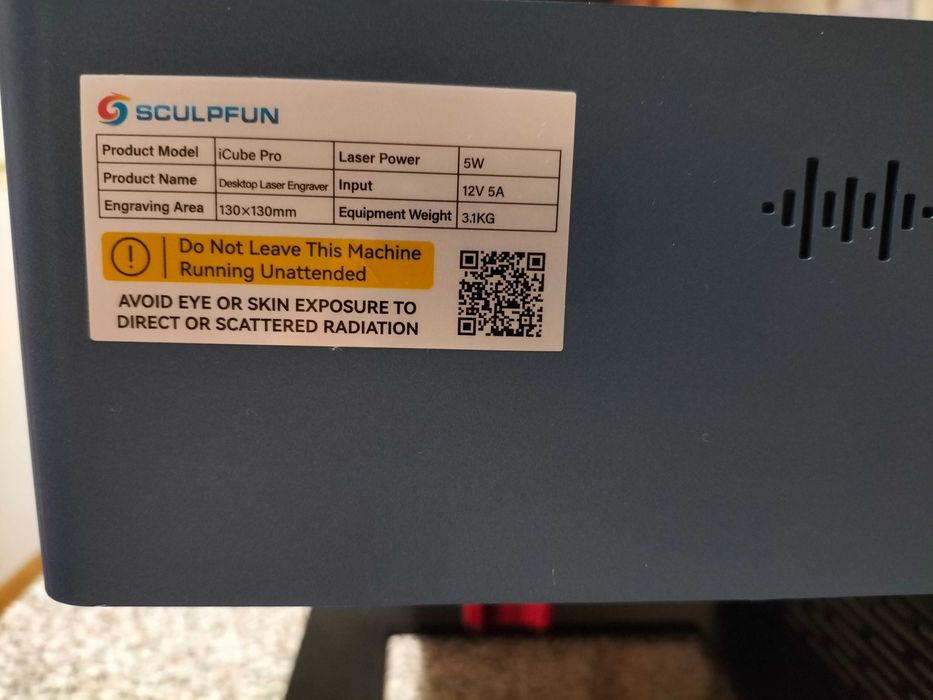 SCULPFUN
Product Model iCube Pro Laser Power 5W
Product Name Desktop Laser Engraver Input 12V 5A
Engraving Area 130×130mm Equipment Weight 3.1KG
Do Not Leave This Machine
Running Unattended
AVOID EYE OR SKIN EXPOSURE TO
DIRECT OR SCATTERED RADIATION